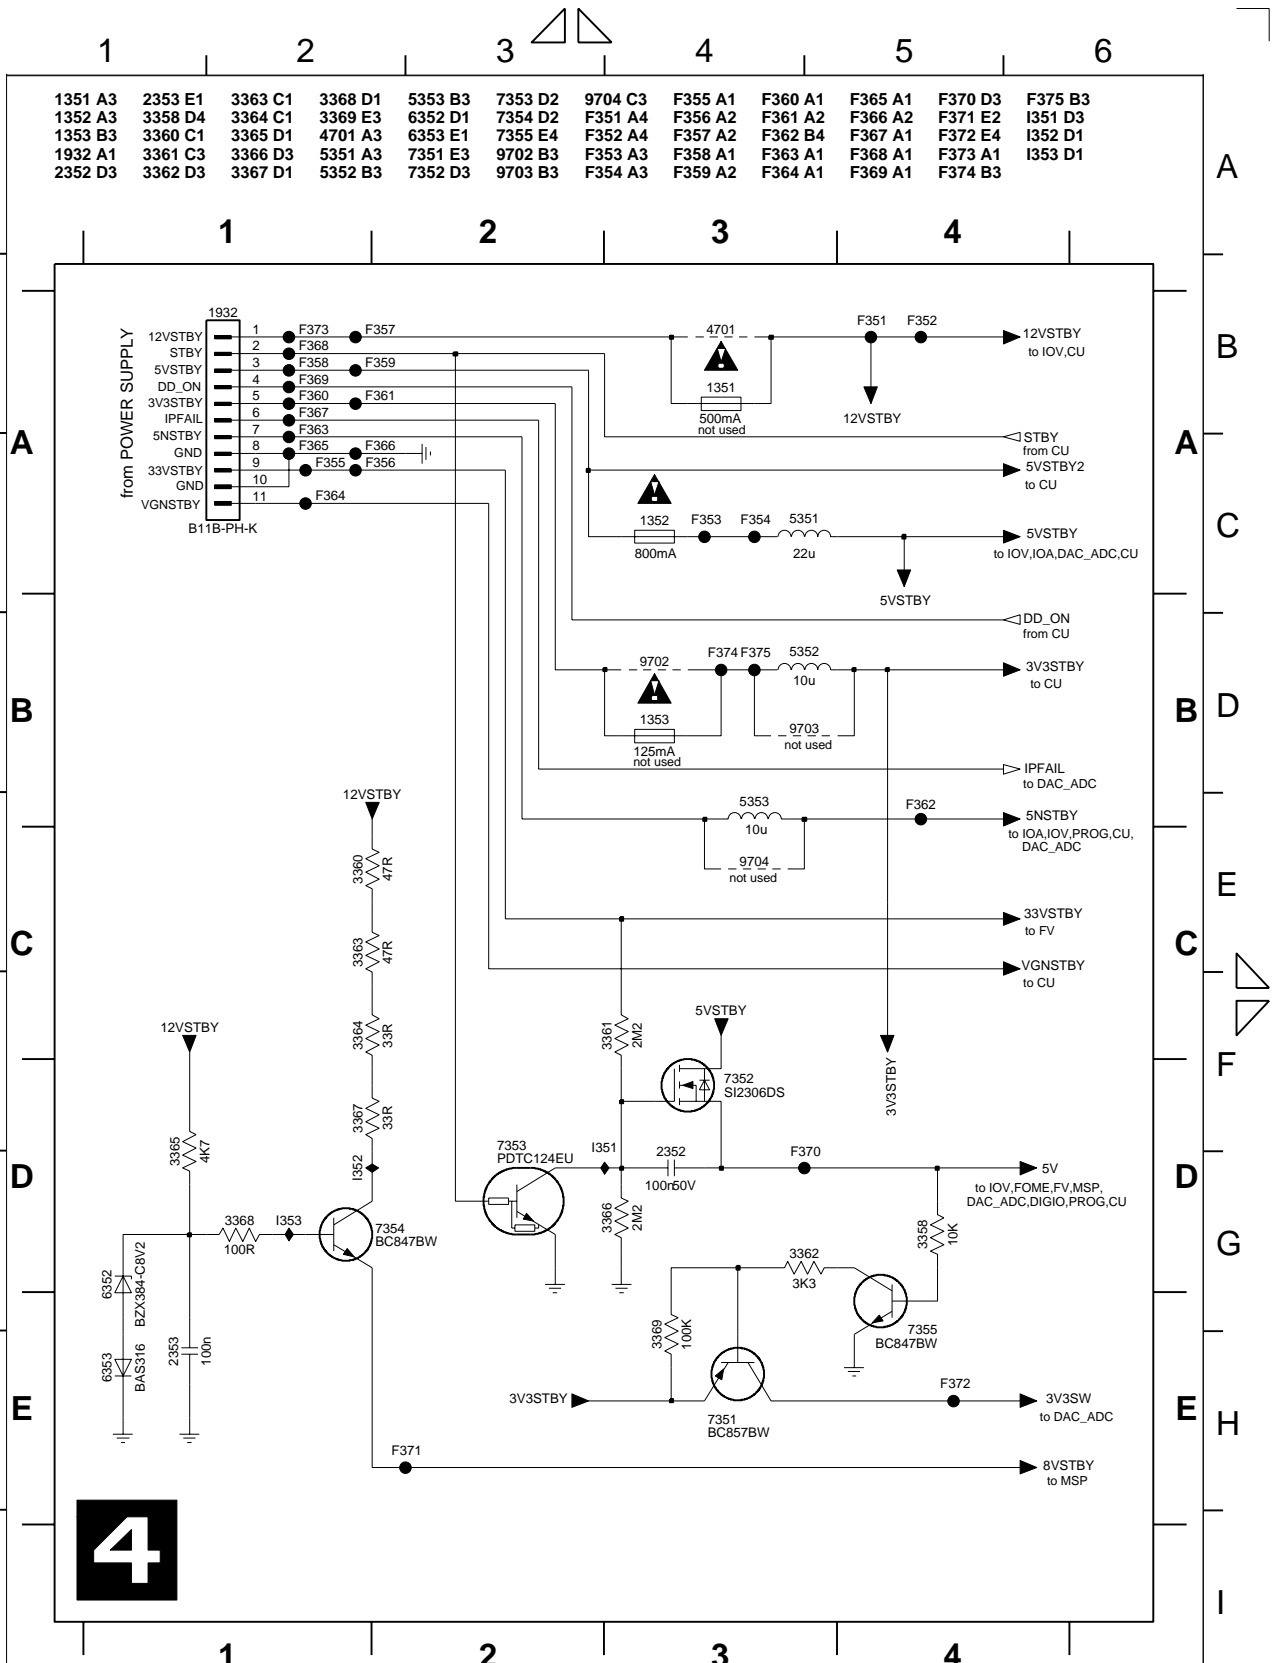 1 2 3 4 5 6
1351 A3 2353 E1 3363 C1 3368 D1 5353 B3 7353 D2 9704 C3 F355 A1 F360 A1 F365 A1 F370 D3 F375 B3
1352 A3 2358 D4 3364 C1 3369 E3 6352 D1 7354 D2 F351 A4 F356 A2 F361 A2 F366 A2 F371 E2 I351 D3
1353 B3 3360 C1 3365 D1 4701 A3 6353 E1 7355 E4 F352 A4 F357 A2 F362 B4 F367 A1 F372 E4 I352 D1
1932 A1 3361 C3 3366 D3 5351 A3 7351 E3 9702 B3 F353 A3 F358 A1 F363 A1 F368 A1 F373 A1 I353 D1
2352 D3 3362 D3 3367 D1 5352 B3 7352 D3 9703 B3 F354 A3 F359 A2 F364 A1 F369 A1 F374 B3
A
1 2 3 4
from POWER SUPPLY
1932
12VSTBY 1 F373 F357
STBY 2 F368
5VSTBY 3 F358 F359
DD_ON 4 F369
3V3STBY 5 F360 F361
IPFAIL 6 F367
5NSTBY 7 F363
GND 8 F365 F366
33VSTBY 9 F355 F356
GND 10
VGNSTBY 11 F364
B11B-PH-K
4701
1351
500mA
not used
F351 F352
12VSTBY
12VSTBY
to IOV,CU
B
A A
STBY
from CU
5VSTBY2
to CU
1352
800mA
F353 F354 5351
22u
5VSTBY
to IOV,IOA,DAC_ADC,CU
5VSTBY
C
DD_ON
from CU
9702
1353
125mA
not used
F374 F375 5352
10u
9703
not used
3V3STBY
to CU
B B D
IPFAIL
to DAC_ADC
5353
10u
F362
5NSTBY
to IOA,IOV,PROG,CU,
DAC_ADC
9704
not used
12VSTBY
3360
47R
E
33VSTBY
to FV
C C
3363
47R
VGNSTBY
to CU
12VSTBY
3364
33R
3361
2M2
5VSTBY
7352
SI2306DS
3V3STBY
F
3367
33R
3365
4K7
I352
7353
PDTC124EU
I351
2352
100n50V
F370
5V
to IOV,FOME,FV,MSP,
DAC_ADC,DIGIO,PROG,CU
D D
3366
2M2
3368
100R
I353
7354
BC847BW
3358
10K
3362
3K3
G
6352
BZX384-C8V2
6353
BAS316
2353
100n
3369
100K
7355
BC847BW
3V3STBY
7351
BC857BW
F372
3V3SW
to DAC_ADC
E E H
F371
8VSTBY
to MSP
4
I
1 2 3 4